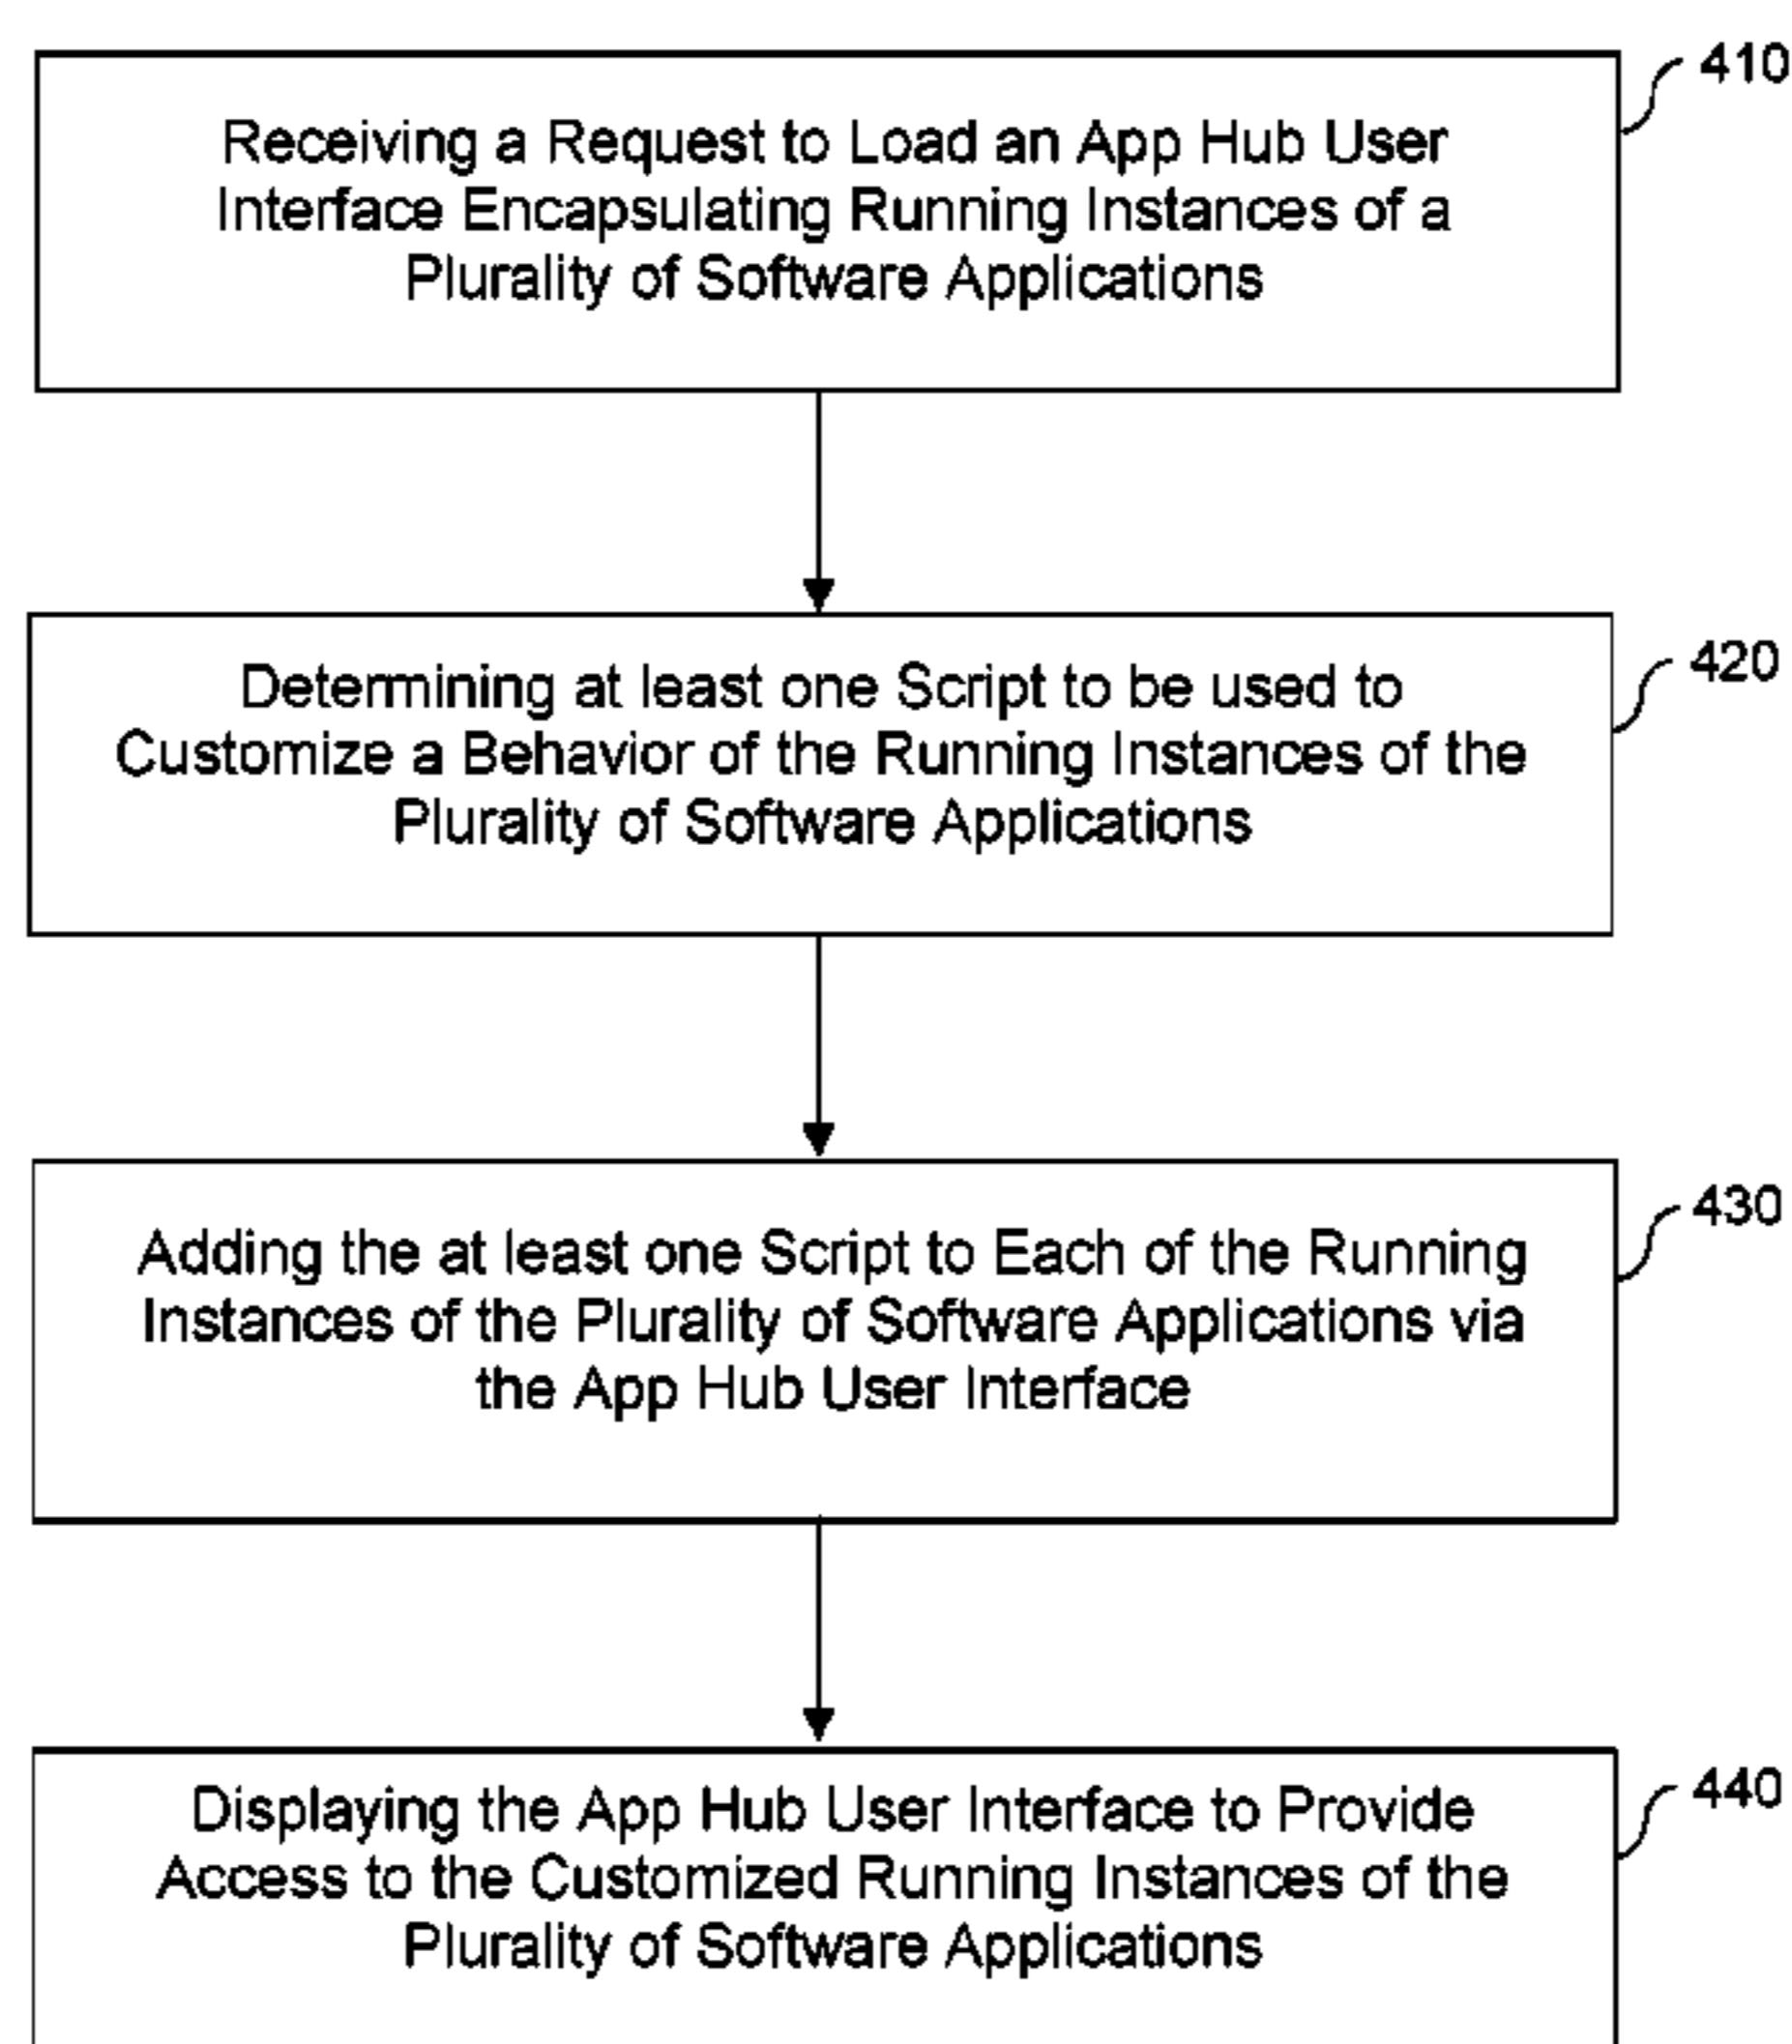 410
Receiving a Request to Load an App Hub User
Interface Encapsulating Running Instances of a
Plurality of Software Applications
420
Determining at least one Script to be used to
Customize a Behavior of the Running Instances of the
Plurality of Software Applications
430
Adding the at least one Script to Each of the Running
Instances of the Plurality of Software Applications via
the App Hub User Interface
440
Displaying the App Hub User Interface to Provide
Access to the Customized Running Instances of the
Plurality of Software Applications